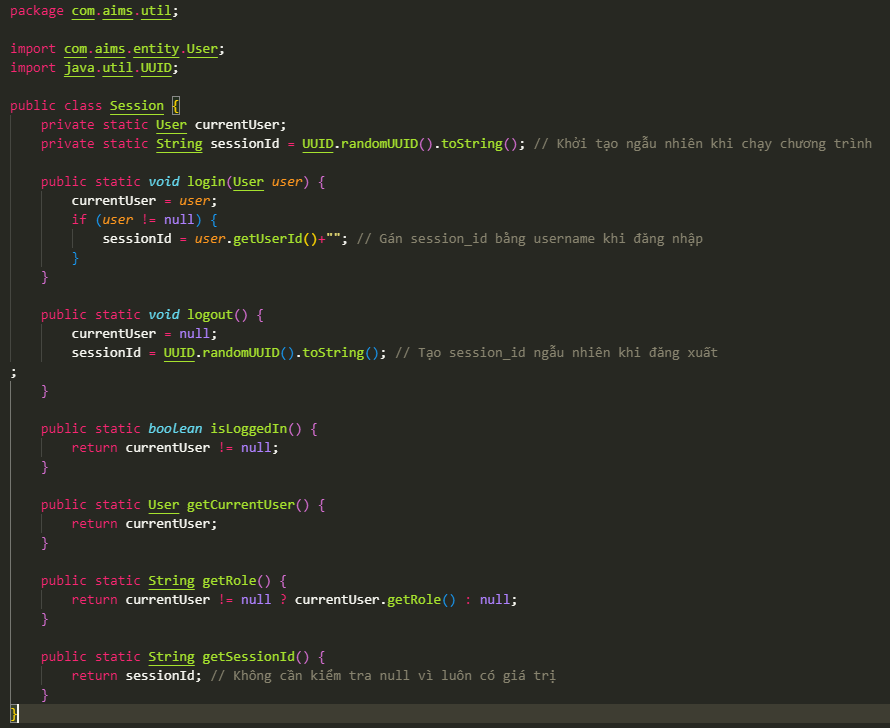 package com.aims.util;
import com.aims.entity.User;
import java.util.UUID;
public class Session {
    private static User currentUser;
    private static String sessionId = UUID.randomUUID().toString(); // Khởi tạo ngẫu nhiên khi chạy chương trình
    public static void login(User user) {
        currentUser = user;
        if (user != null) {
            sessionId = user.getUserId()+""; // Gán session_id bằng username khi đăng nhập
        }
    }
    public static void logout() {
        currentUser = null;
        sessionId = UUID.randomUUID().toString(); // Tạo session_id ngẫu nhiên khi đăng xuất
;
    }
    public static boolean isLoggedIn() {
        return currentUser != null;
    }
    public static User getCurrentUser() {
        return currentUser;
    }
    public static String getRole() {
        return currentUser != null ? currentUser.getRole() : null;
    }
    public static String getSessionId() {
        return sessionId; // Không cần kiểm tra null vì luôn có giá trị
    }
}